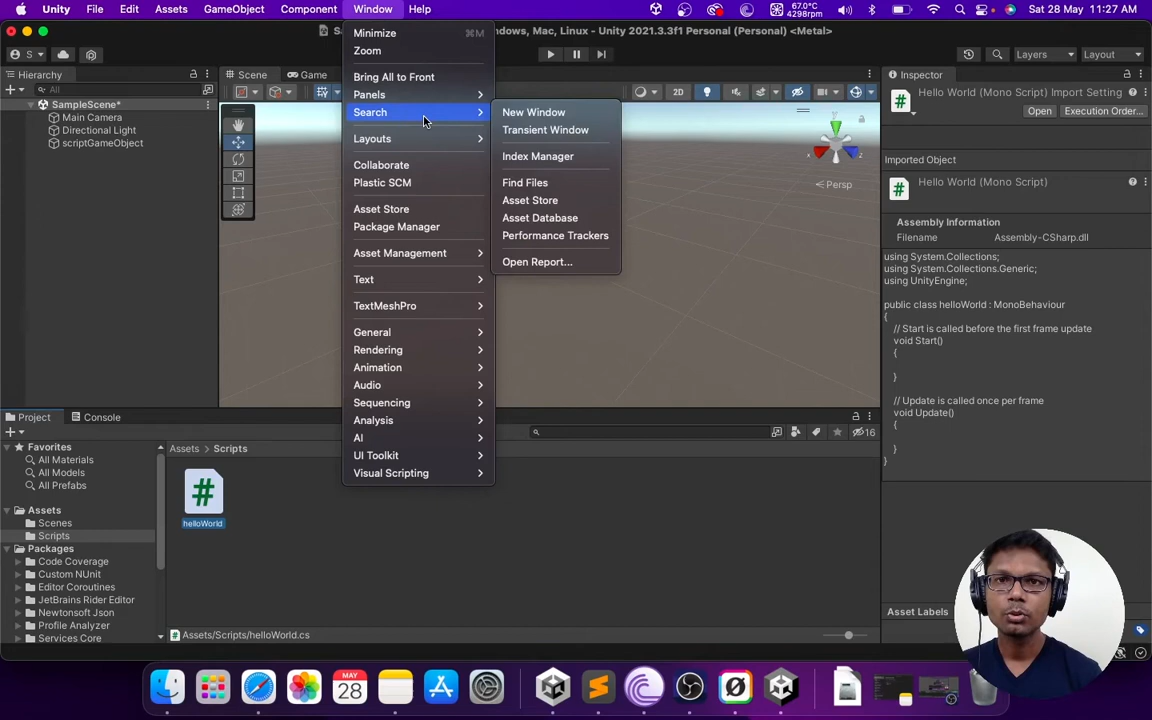 Unity File Edit Assets GameObject Component Window Help
67.0°C
4298rpm
Sat 28 May 11:27 AM
ndows, Mac, Linux - Unity 2021.3.3f1 Personal (Personal) <Metal>
S
Layers
Layout
Minimize ⌘M
Zoom
Bring All to Front
Panels
Search
Layouts
Collaborate
Plastic SCM
Asset Store
Package Manager
Asset Management
Text
TextMeshPro
General
Rendering
Animation
Audio
Sequencing
Analysis
AI
UI Toolkit
Visual Scripting
New Window
Transient Window
Index Manager
Find Files
Asset Store
Asset Database
Performance Trackers
Open Report...
Hierarchy
All
SampleScene*
Main Camera
Directional Light
scriptGameObject
Scene
Game
2D
x z
Persp
Inspector
Hello World (Mono Script) Import Setting
Open Execution Order...
Imported Object
Hello World (Mono Script)
Assembly Information
Filename Assembly-CSharp.dll
using System.Collections;
using System.Collections.Generic;
using UnityEngine;
public class helloWorld : MonoBehaviour
{
// Start is called before the first frame update
void Start()
{
}
// Update is called once per frame
void Update()
{
}
}
Asset Labels
Project
Console
16
Favorites
All Materials
All Models
All Prefabs
Assets
Scenes
Scripts
Packages
Code Coverage
Custom NUnit
Editor Coroutines
JetBrains Rider Editor
Newtonsoft Json
Profile Analyzer
Services Core
Assets > Scripts
#
helloWorld
Assets/Scripts/helloWorld.cs
MAY
28